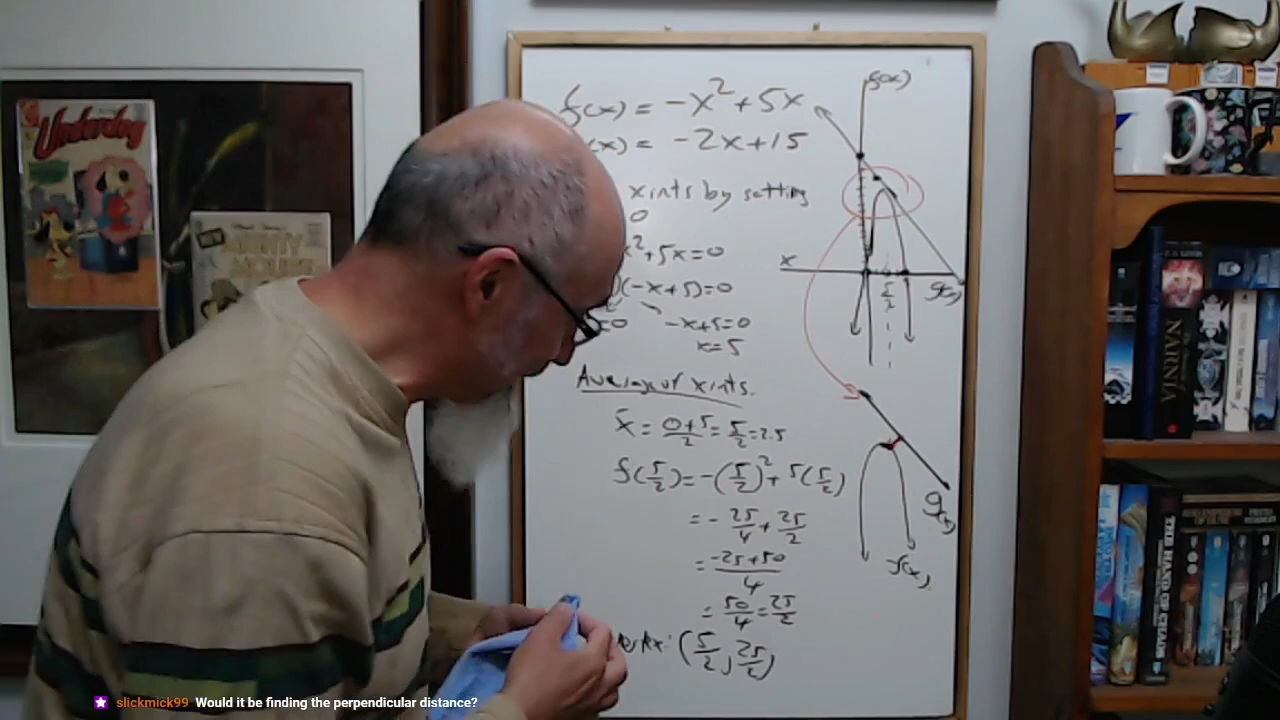 Underdog
MIGHTY
MOUSE
f(x) = -x² + 5x
(x) = -2x + 15
x ints by setting
0
x² + 5x = 0
)(-x + 5) = 0
= 0 -x + 5 = 0
x = 5
Average of x ints.
x̄ = (0+5)/2 = 5/2 = 2.5
f(5/2) = -(5/2)² + 5(5/2)
= -25/4 + 25/2
= (-25+50)/4
= 50/4 = 25/2
(5/2, 25/2)
f(x)
x
5/2
g(x)
g(x)
f(x)
NARNIA
THE HAND OF CHAOS
slickmick99 Would it be finding the perpendicular distance?